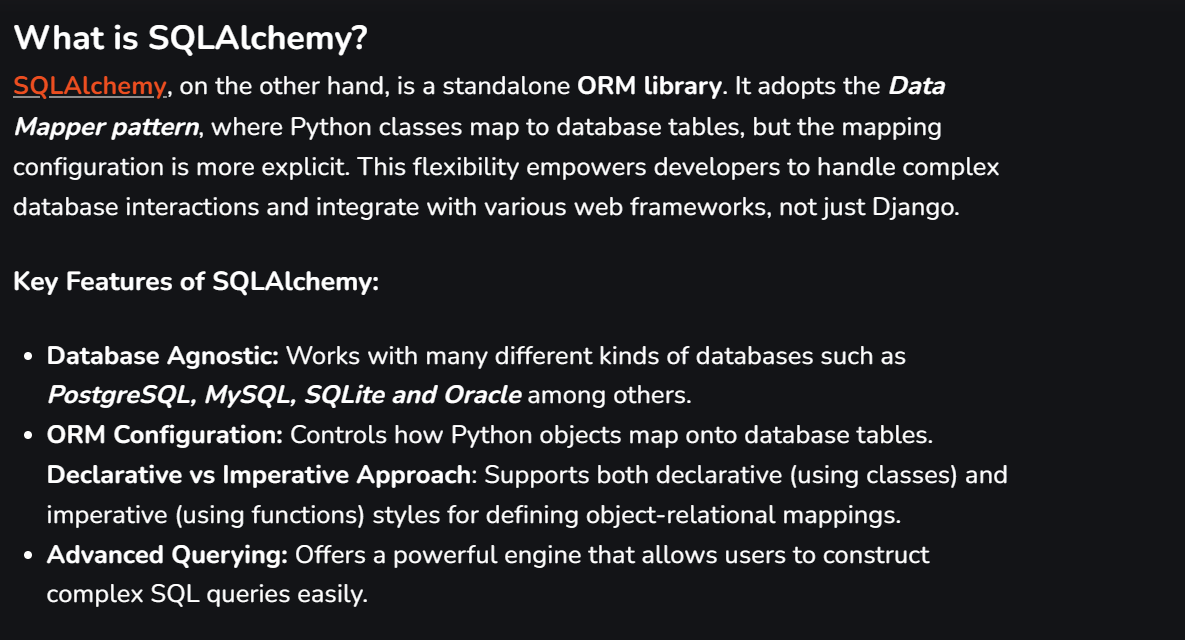 What is SQLAlchemy?
SQLAlchemy, on the other hand, is a standalone ORM library. It adopts the Data
Mapper pattern, where Python classes map to database tables, but the mapping
configuration is more explicit. This flexibility empowers developers to handle complex
database interactions and integrate with various web frameworks, not just Django.
Key Features of SQLAlchemy:
• Database Agnostic: Works with many different kinds of databases such as
PostgreSQL, MySQL, SQLite and Oracle among others.
• ORM Configuration: Controls how Python objects map onto database tables.
Declarative vs Imperative Approach: Supports both declarative (using classes) and
imperative (using functions) styles for defining object-relational mappings.
• Advanced Querying: Offers a powerful engine that allows users to construct
complex SQL queries easily.